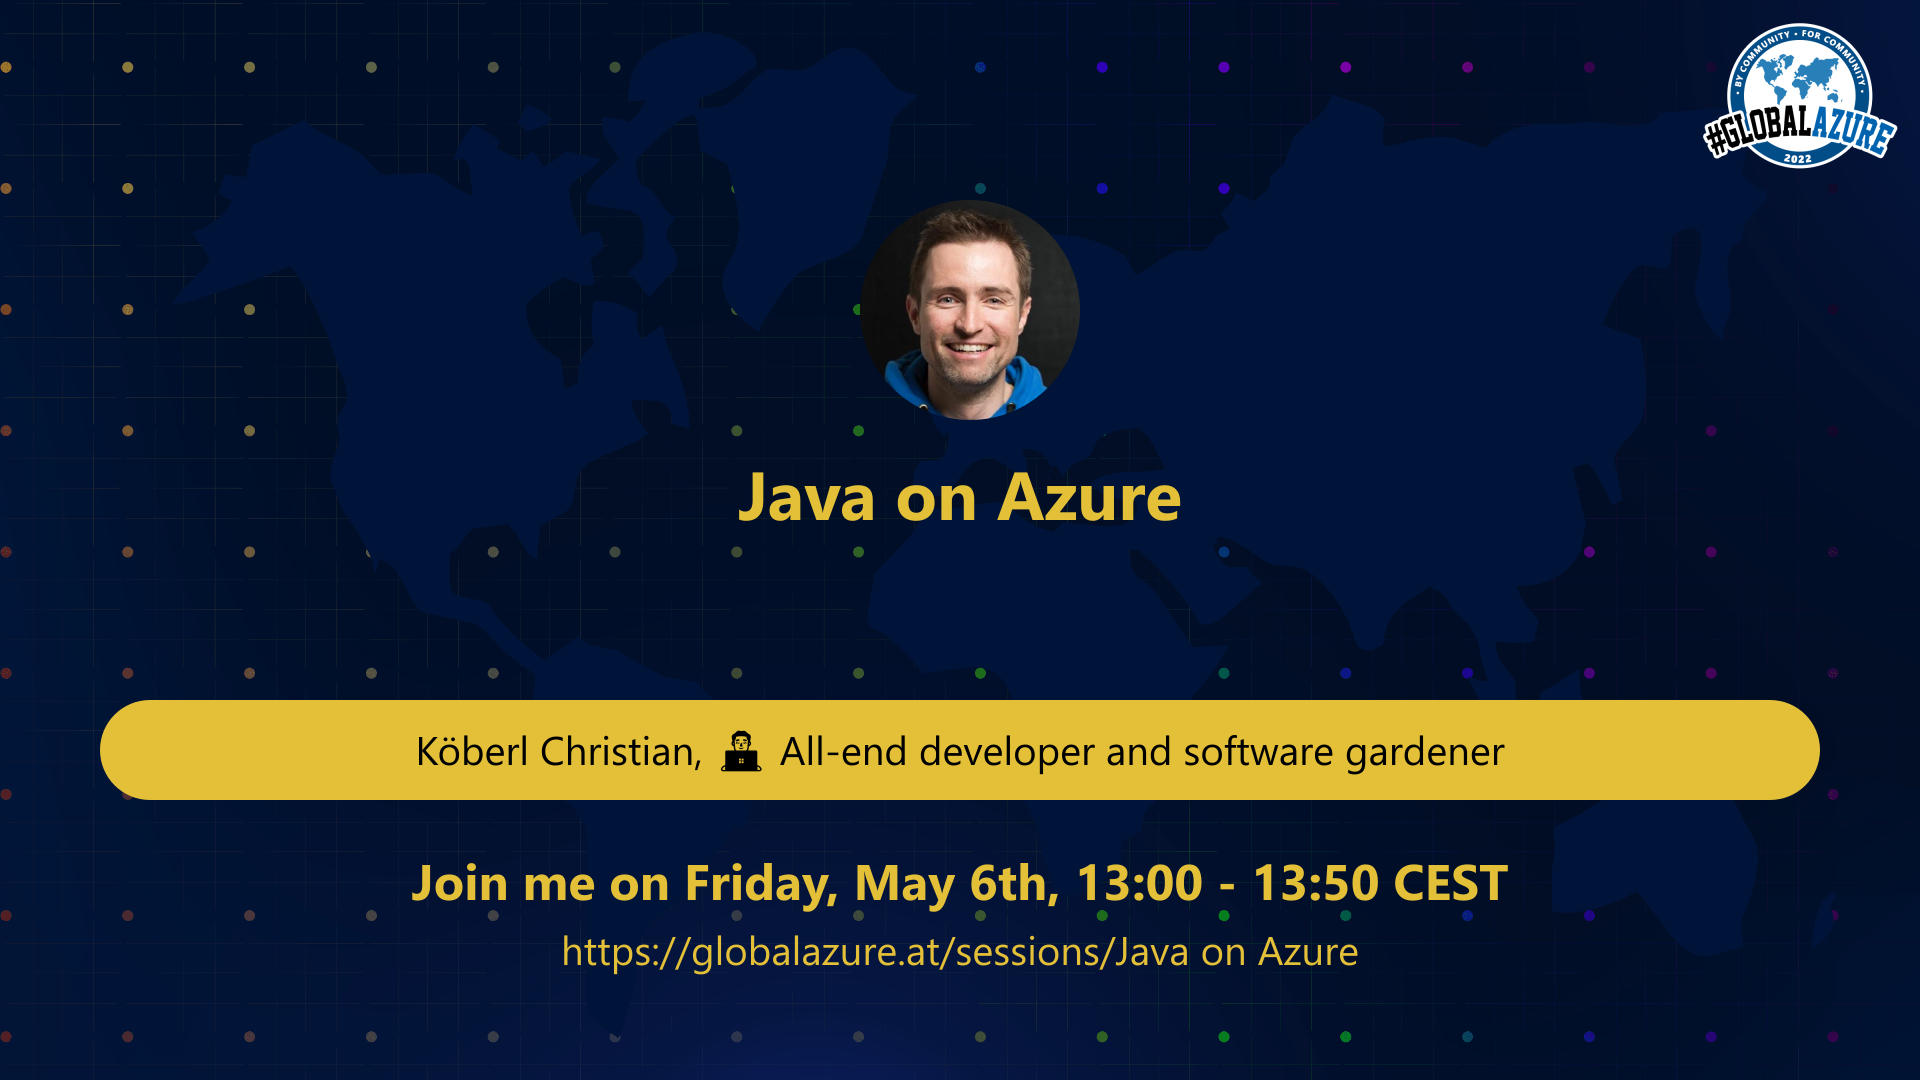 • BY COMMUNITY • FOR COMMUNITY •
#GLOBALAZURE
2022
Java on Azure
Köberl Christian, 👨‍💻 All-end developer and software gardener
Join me on Friday, May 6th, 13:00 - 13:50 CEST
https://globalazure.at/sessions/Java on Azure